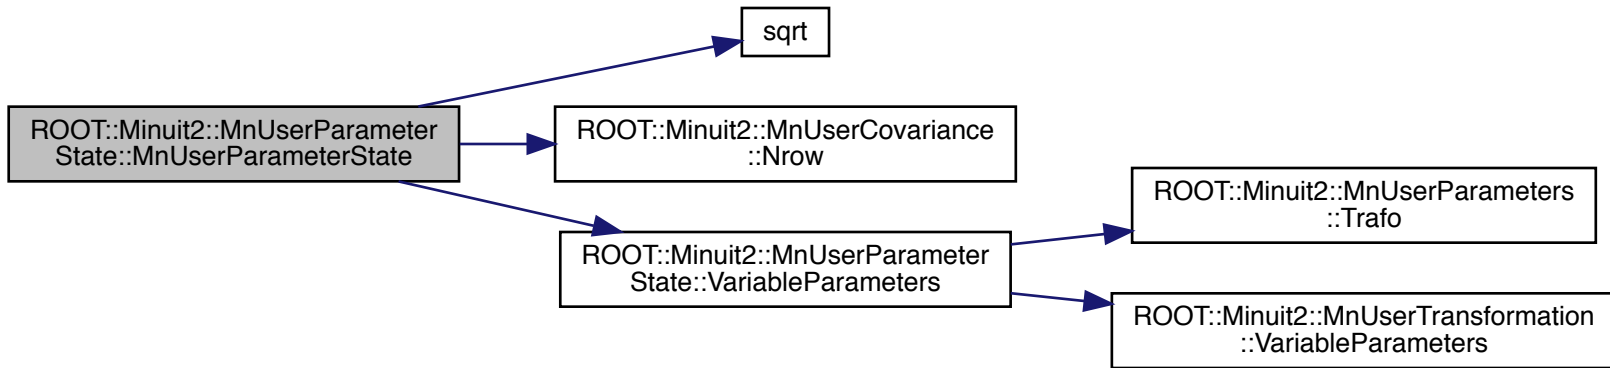 sqrt
ROOT::Minuit2::MnUserParameter
State::MnUserParameterState
ROOT::Minuit2::MnUserCovariance
::Nrow
ROOT::Minuit2::MnUserParameter
State::VariableParameters
ROOT::Minuit2::MnUserParameters
::Trafo
ROOT::Minuit2::MnUserTransformation
::VariableParameters